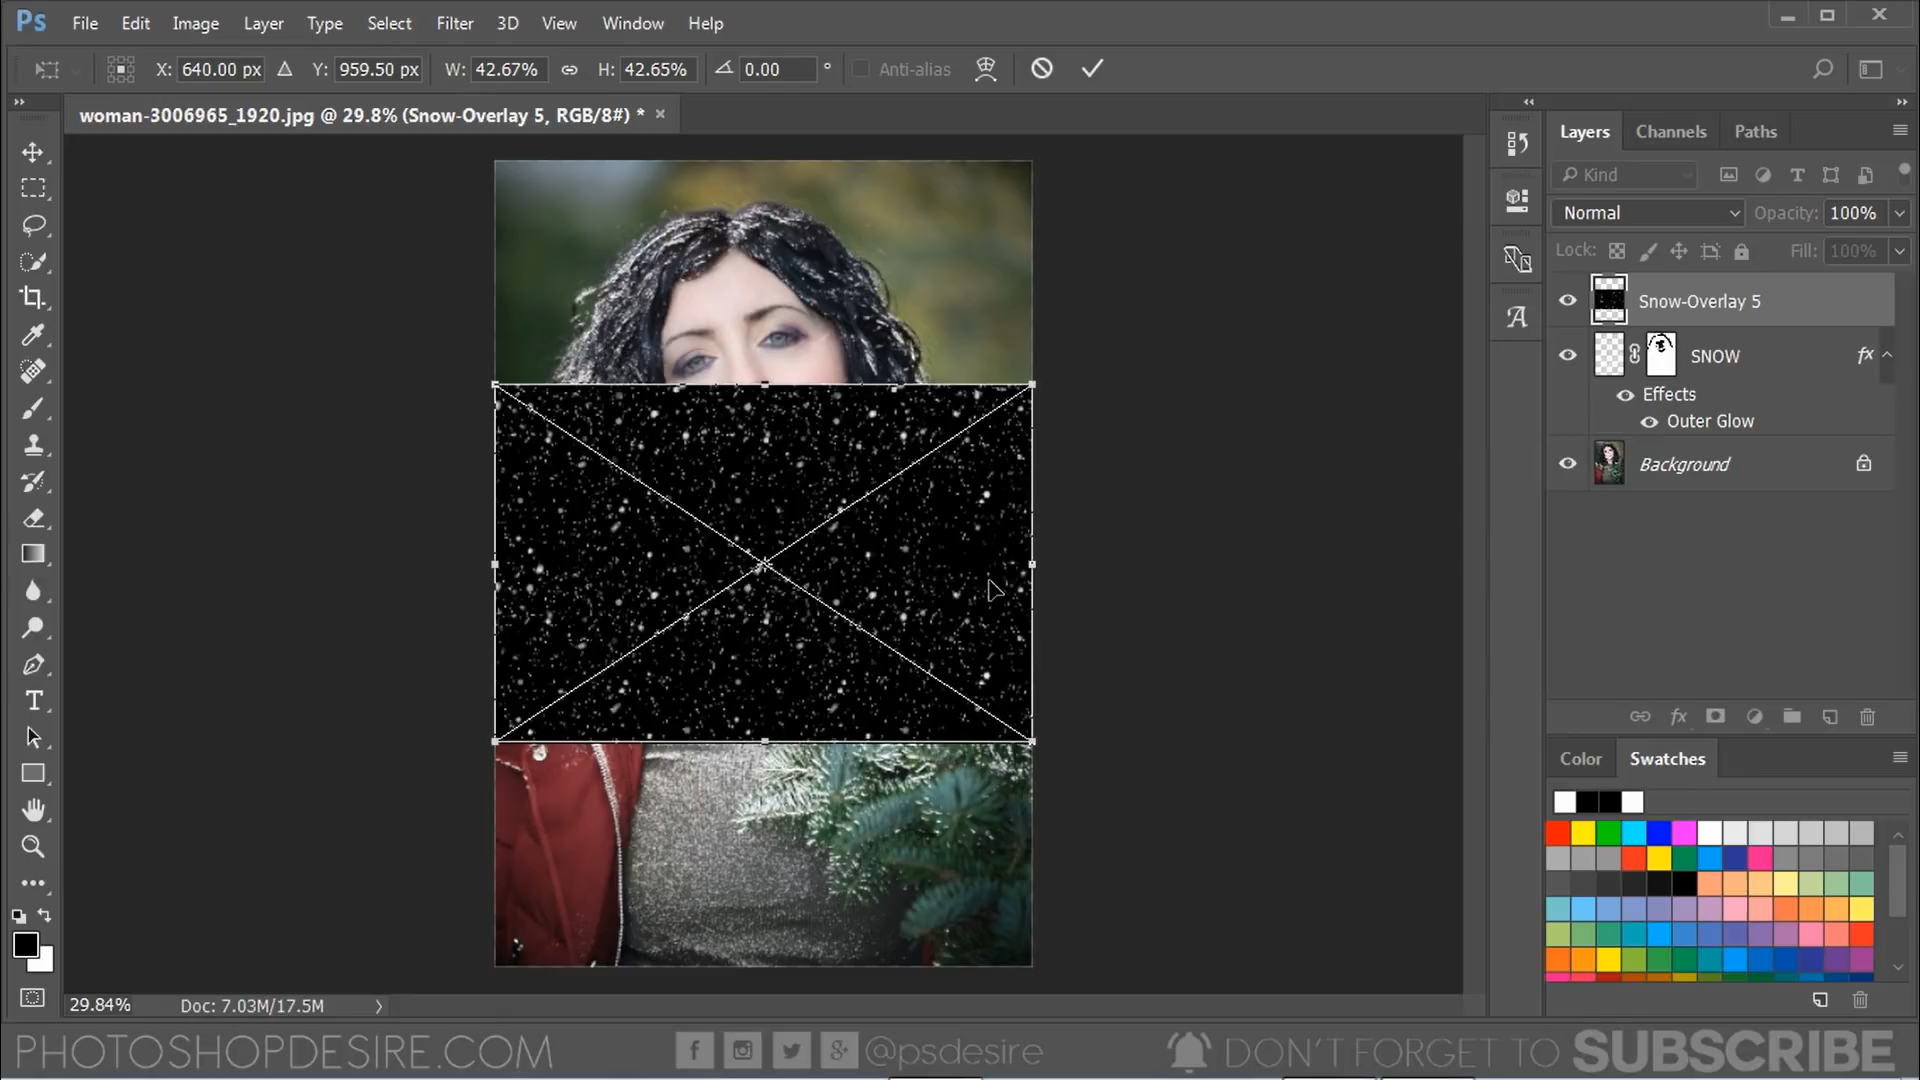 Ps File Edit Image Layer Type Select Filter 3D View Window Help
X: 640.00 px Y: 959.50 px W: 42.67% H: 42.65% 0.00 ° Anti-alias
woman-3006965_1920.jpg @ 29.8% (Snow-Overlay 5, RGB/8#) * ×
Layers Channels Paths
Kind
Normal Opacity: 100%
Lock: Fill: 100%
Snow-Overlay 5
SNOW fx
Effects
Outer Glow
Background
fx
Color Swatches
29.84% Doc: 7.03M/17.5M
PHOTOSHOPDESIRE.COM @psdesire DON'T FORGET TO SUBSCRIBE